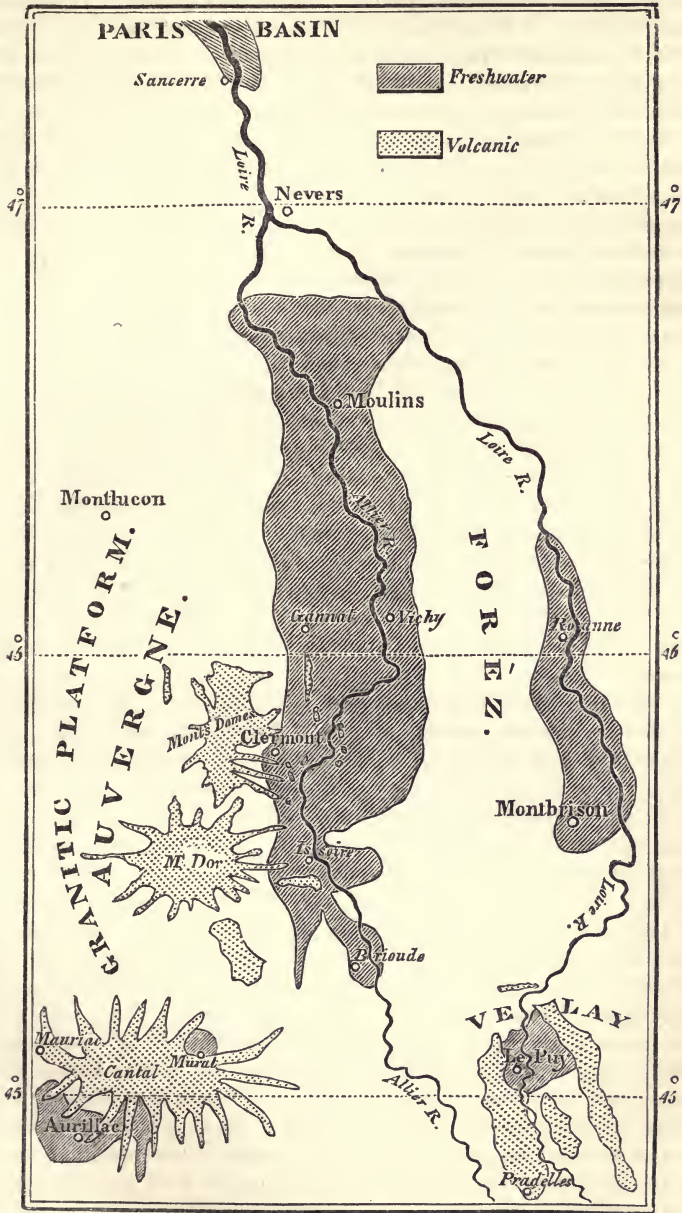 PARIS BASIN
Sancerre
Freshwater
Volcanic
Loire R.
47° 47°
Nevers
Moulins
Loire R.
Allier R.
Montlucon
GRANITIC PLATFORM.
AUVERGNE.
FORÉZ.
Gannat
Vichy
Roanne
45° 46°
Monts Domes
Clermont
Montbrison
Mt. Dor
Issoire
Loire R.
Brioude
VELAY
Mauriac
Cantal
Murat
Le Puy
45° 45°
Allier R.
Aurillac
Pradelles